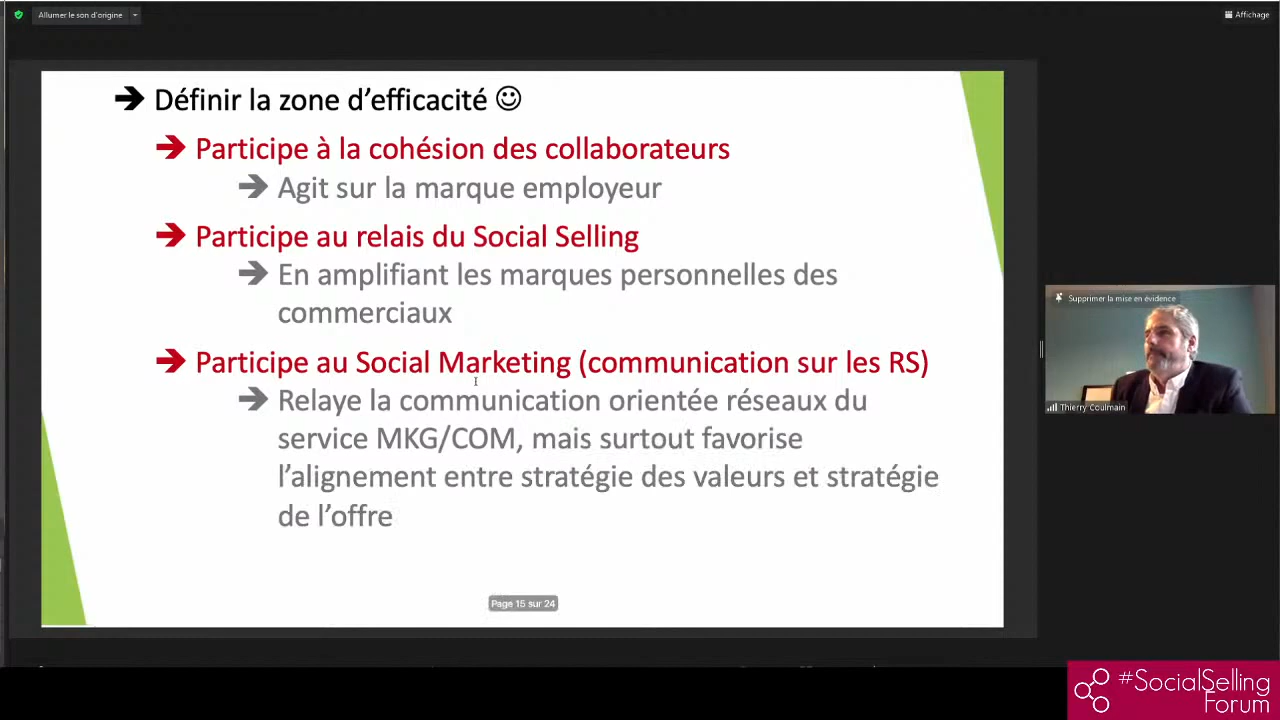 Allumer le son d'origine
Affichage
➔ Définir la zone d'efficacité ☺
➔ Participe à la cohésion des collaborateurs
➔ Agit sur la marque employeur
➔ Participe au relais du Social Selling
➔ En amplifiant les marques personnelles des
commerciaux
➔ Participe au Social Marketing (communication sur les RS)
➔ Relaye la communication orientée réseaux du
service MKG/COM, mais surtout favorise
l'alignement entre stratégie des valeurs et stratégie
de l'offre
Page 15 sur 24
Supprimer la mise en évidence
Thierry Coulmain
#SocialSelling
Forum